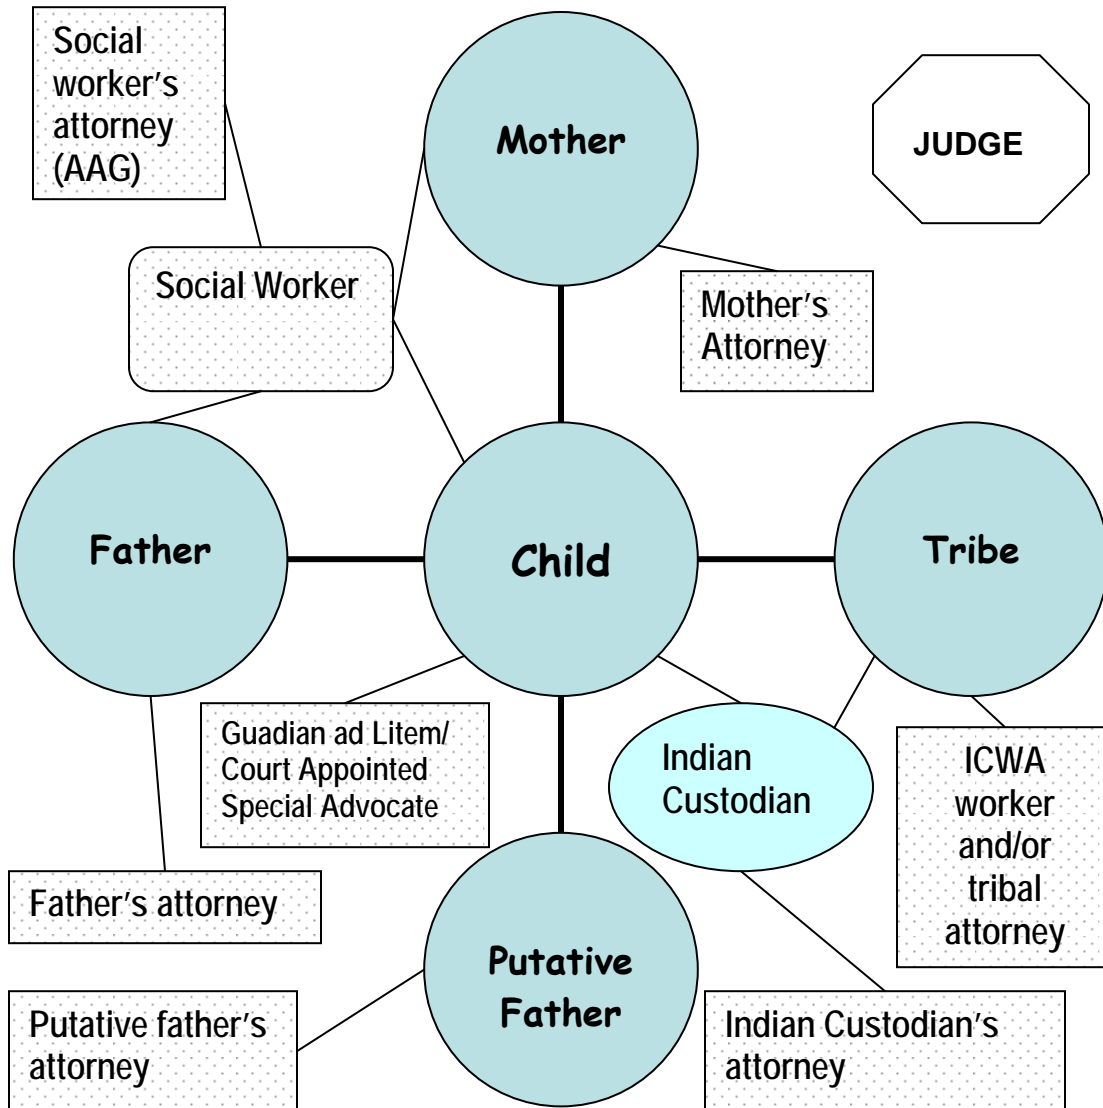 Social
worker's
attorney
(AAG)
Mother
JUDGE
Social Worker
Mother's
Attorney
Father
Child
Tribe
Guadian ad Litem/
Court Appointed
Special Advocate
Indian
Custodian
ICWA
worker
and/or
tribal
attorney
Father's attorney
Putative
Father
Putative father's
attorney
Indian Custodian's
attorney